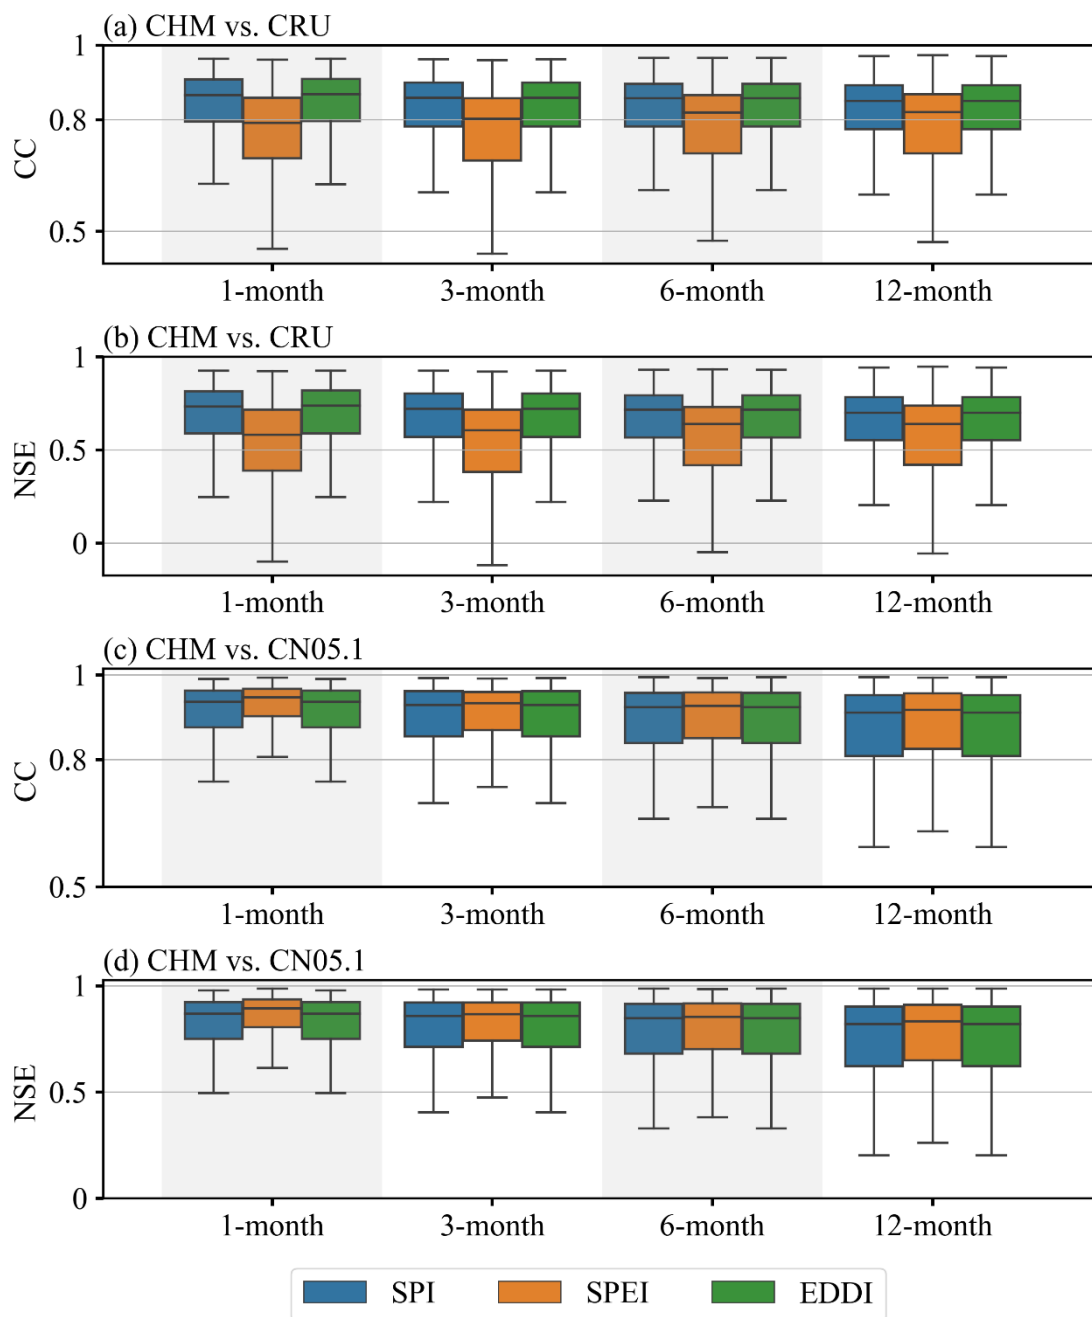 (a) CHM vs. CRU
1
0.8
0.5
CC
1-month 3-month 6-month 12-month
(b) CHM vs. CRU
1
0.5
0
NSE
1-month 3-month 6-month 12-month
(c) CHM vs. CN05.1
1
0.8
0.5
CC
1-month 3-month 6-month 12-month
(d) CHM vs. CN05.1
1
0.5
0
NSE
1-month 3-month 6-month 12-month
SPI SPEI EDDI